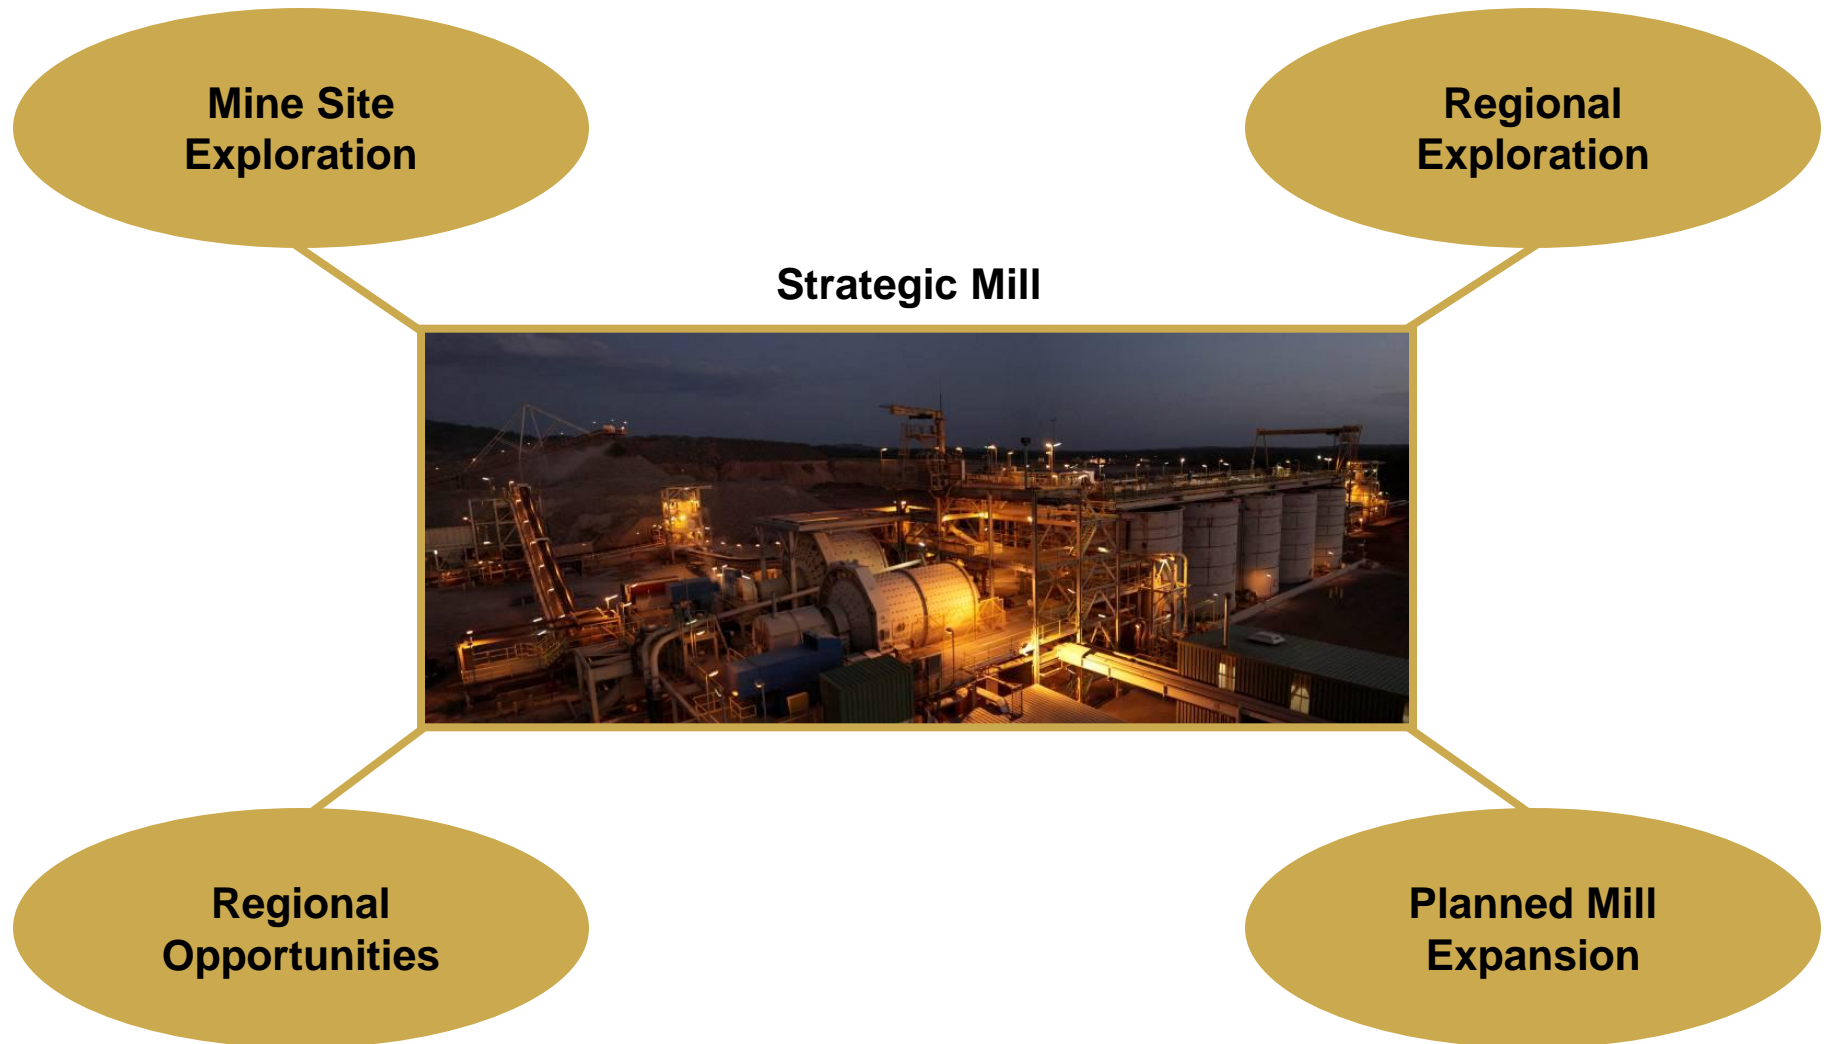 Mine Site
Exploration
Regional
Exploration
Strategic Mill
Regional
Opportunities
Planned Mill
Expansion